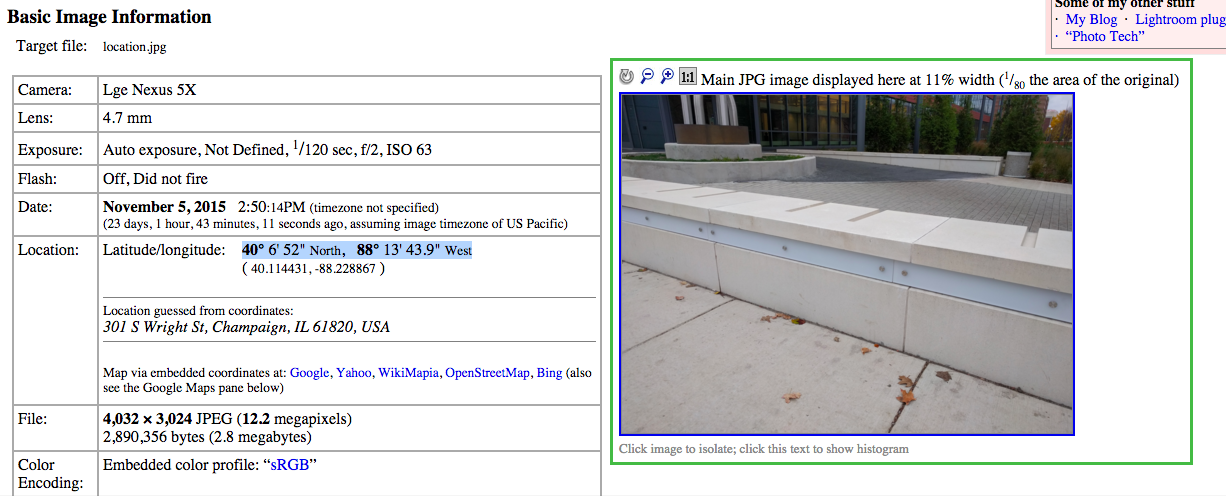 Basic Image Information
Target file: location.jpg
Some of my other stuff
· My Blog · Lightroom plug
· “Photo Tech”
Camera: Lge Nexus 5X
Lens: 4.7 mm
Exposure: Auto exposure, Not Defined, 1/120 sec, f/2, ISO 63
Flash: Off, Did not fire
Date: November 5, 2015 2:50:14PM (timezone not specified)
(23 days, 1 hour, 43 minutes, 11 seconds ago, assuming image timezone of US Pacific)
Location: Latitude/longitude: 40° 6' 52" North, 88° 13' 43.9" West
( 40.114431, -88.228867 )
Location guessed from coordinates:
301 S Wright St, Champaign, IL 61820, USA
Map via embedded coordinates at: Google, Yahoo, WikiMapia, OpenStreetMap, Bing (also
see the Google Maps pane below)
File: 4,032 × 3,024 JPEG (12.2 megapixels)
2,890,356 bytes (2.8 megabytes)
Color Embedded color profile: “sRGB”
Encoding:
1:1 Main JPG image displayed here at 11% width (1/80 the area of the original)
Click image to isolate; click this text to show histogram